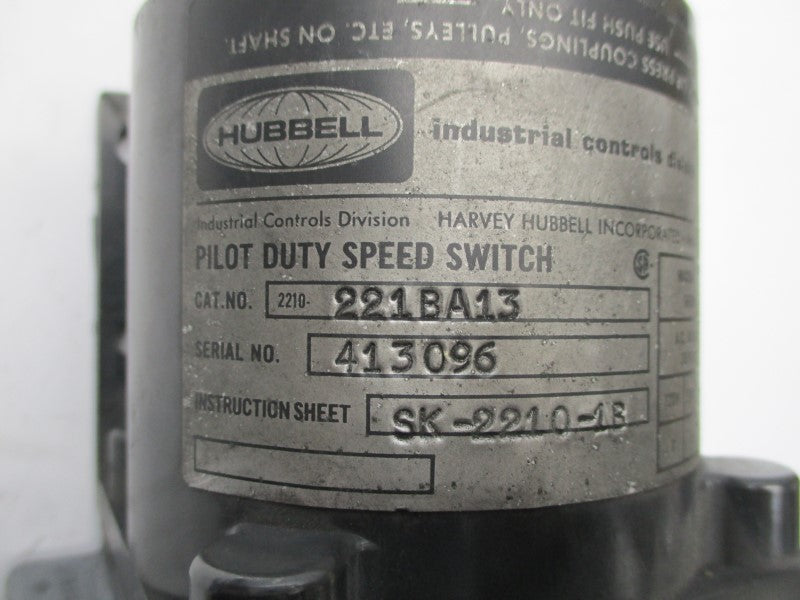 PRESS COUPLINGS, PULLEYS, ETC. ON SHAFT.
USE PUSH FIT ONLY
HUBBELL
industrial controls
Industrial Controls Division HARVEY HUBBELL INCORPORATED
PILOT DUTY SPEED SWITCH
CAT.NO. 2210- 221BA13
SERIAL NO. 413096
INSTRUCTION SHEET SK-2210-1B